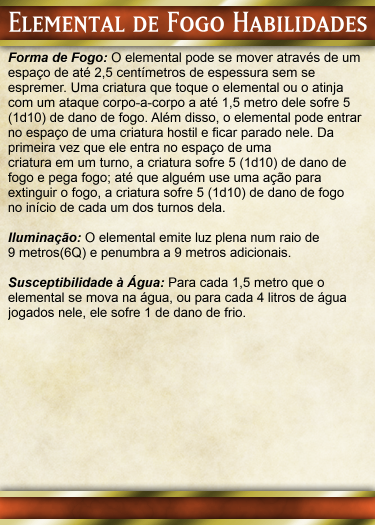 Elemental de Fogo Habilidades
Forma de Fogo: O elemental pode se mover através de um
espaço de até 2,5 centímetros de espessura sem se
espremer. Uma criatura que toque o elemental ou o atinja
com um ataque corpo-a-corpo a até 1,5 metro dele sofre 5
(1d10) de dano de fogo. Além disso, o elemental pode entrar
no espaço de uma criatura hostil e ficar parado nele. Da
primeira vez que ele entra no espaço de uma
criatura em um turno, a criatura sofre 5 (1d10) de dano de
fogo e pega fogo; até que alguém use uma ação para
extinguir o fogo, a criatura sofre 5 (1d10) de dano de fogo
no início de cada um dos turnos dela.
Iluminação: O elemental emite luz plena num raio de
9 metros(6Q) e penumbra a 9 metros adicionais.
Susceptibilidade à Água: Para cada 1,5 metro que o
elemental se mova na água, ou para cada 4 litros de água
jogados nele, ele sofre 1 de dano de frio.